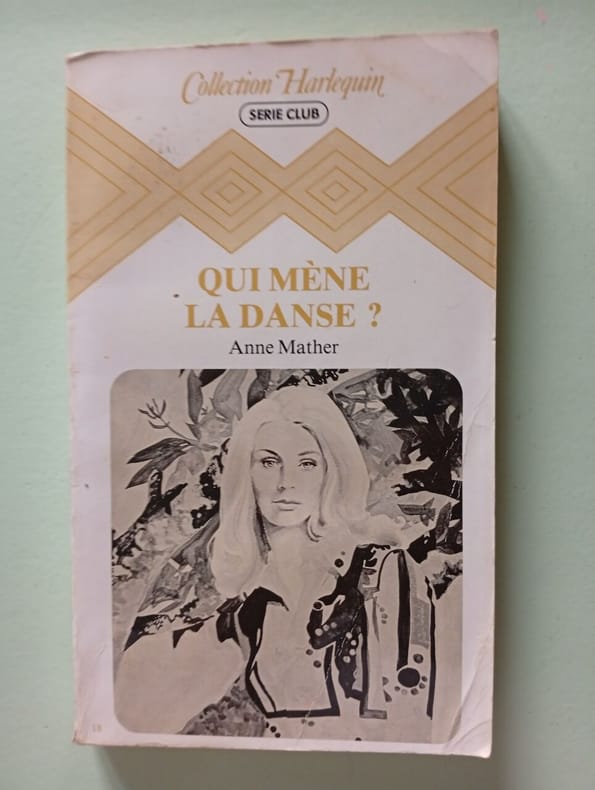 Collection Harlequin
SERIE CLUB
QUI MÈNE
LA DANSE ?
Anne Mather